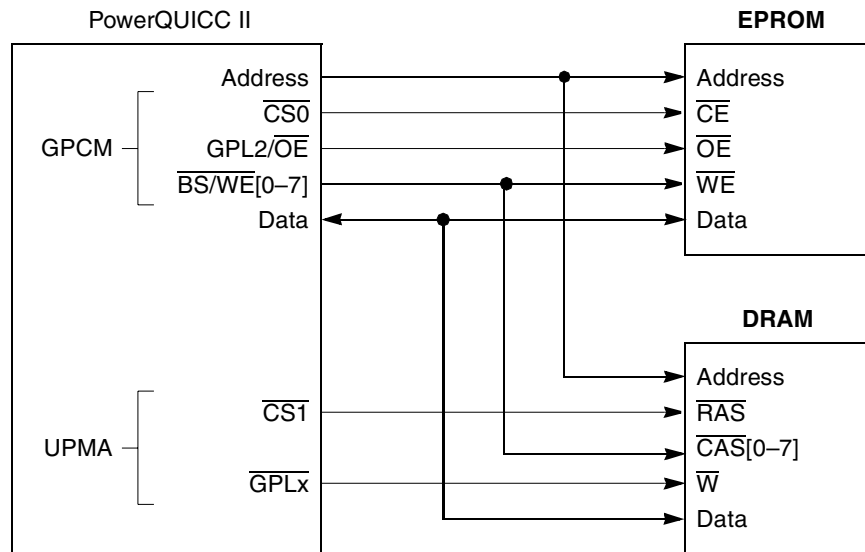 PowerQUICC II
EPROM
Address
CS0
GPL2/OE
BS/WE[0–7]
Data
GPCM
Address
CE
OE
WE
Data
DRAM
CS1
GPLx
UPMA
Address
RAS
CAS[0–7]
W
Data